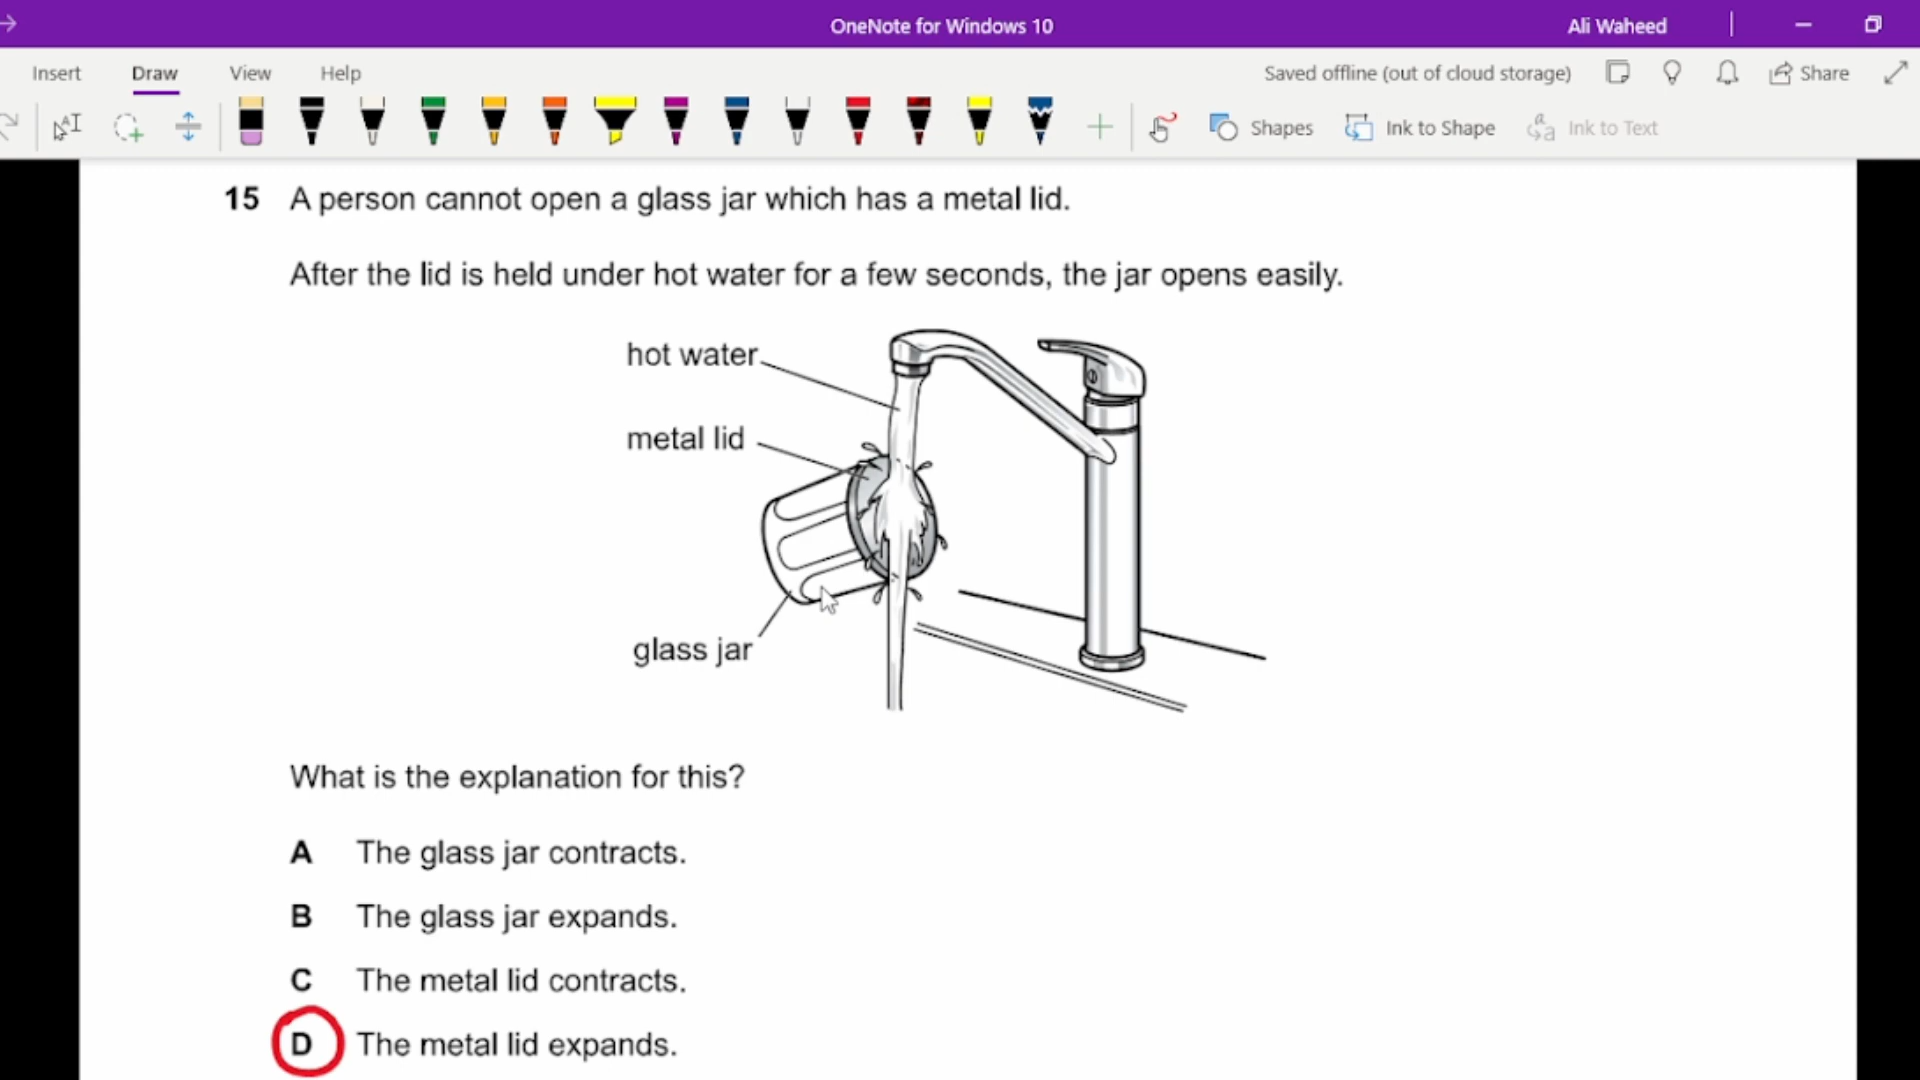 OneNote for Windows 10
Ali Waheed
Insert Draw View Help
Saved offline (out of cloud storage)
Share
Shapes
Ink to Shape
Ink to Text
15 A person cannot open a glass jar which has a metal lid.
After the lid is held under hot water for a few seconds, the jar opens easily.
hot water
metal lid
glass jar
What is the explanation for this?
A The glass jar contracts.
B The glass jar expands.
C The metal lid contracts.
D The metal lid expands.